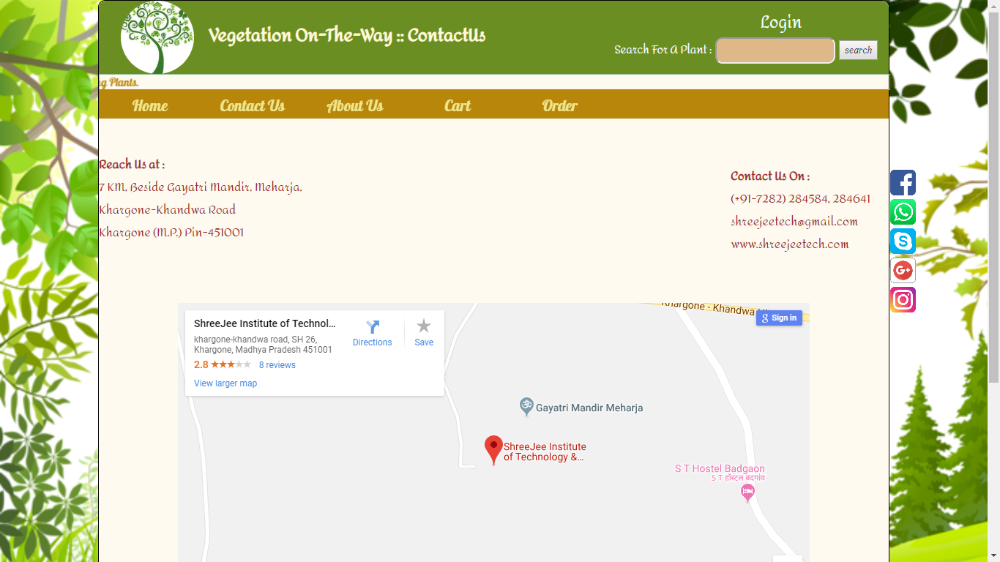 Vegetation On-The-Way :: ContactUs
Login
Search For A Plant :
search
Plants.
Home Contact Us About Us Cart Order
Reach Us at :
7 KM, Beside Gayatri Mandir, Meharja,
Khargone-Khandwa Road
Khargone (M.P.) Pin-451001
Contact Us On :
(+91-7282) 284584, 284641
shreejeetech@gmail.com
www.shreejeetech.com
ShreeJee Institute of Technol...
khargone-khandwa road, SH 26,
Khargone, Madhya Pradesh 451001
2.8 8 reviews
View larger map
Directions
Save
Khargone - Khandwa
Sign in
Gayatri Mandir Meharja
ShreeJee Institute
of Technology &...
S T Hostel Badgaon
S T हॉस्टल बदगांव